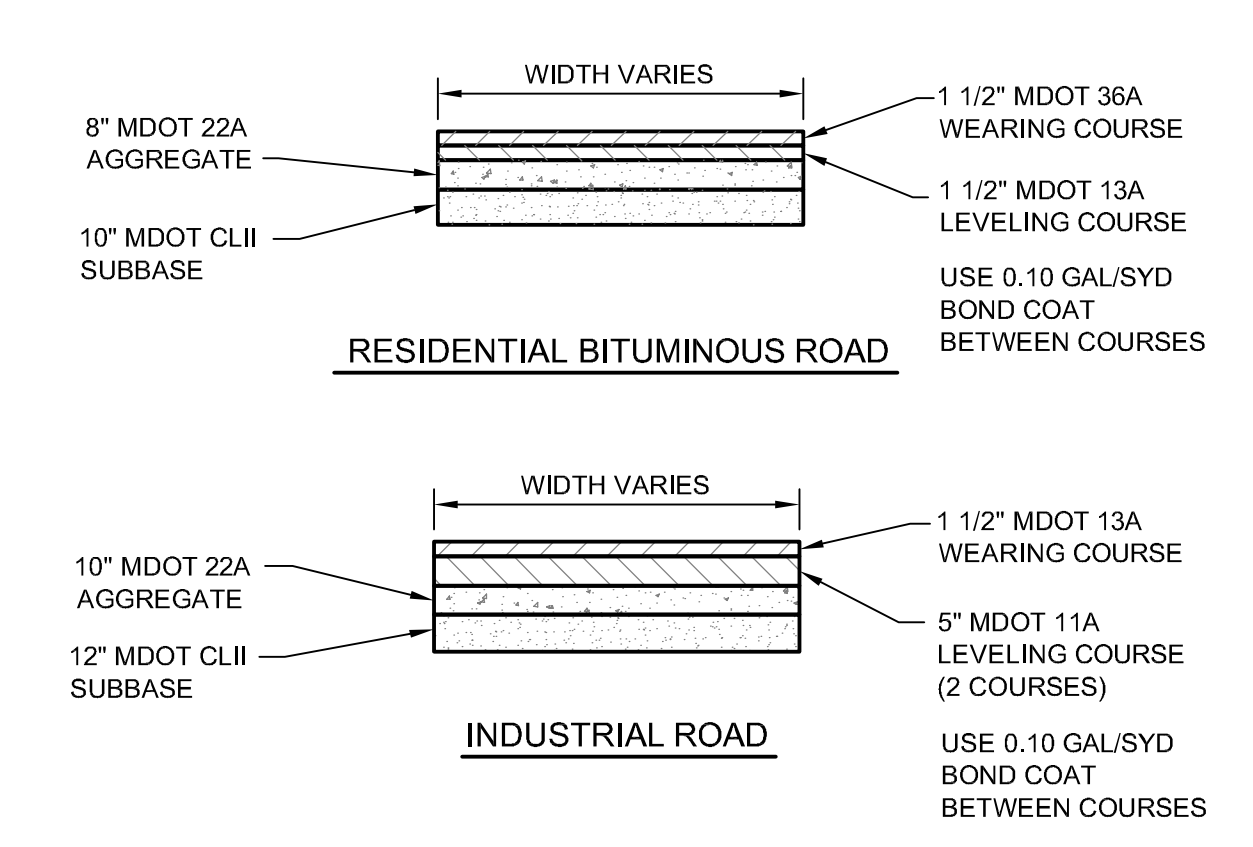 WIDTH VARIES
8" MDOT 22A
AGGREGATE
10" MDOT CLII
SUBBASE
1 1/2" MDOT 36A
WEARING COURSE
1 1/2" MDOT 13A
LEVELING COURSE
USE 0.10 GAL/SYD
BOND COAT
BETWEEN COURSES
RESIDENTIAL BITUMINOUS ROAD
WIDTH VARIES
10" MDOT 22A
AGGREGATE
12" MDOT CLII
SUBBASE
1 1/2" MDOT 13A
WEARING COURSE
5" MDOT 11A
LEVELING COURSE
(2 COURSES)
USE 0.10 GAL/SYD
BOND COAT
BETWEEN COURSES
INDUSTRIAL ROAD